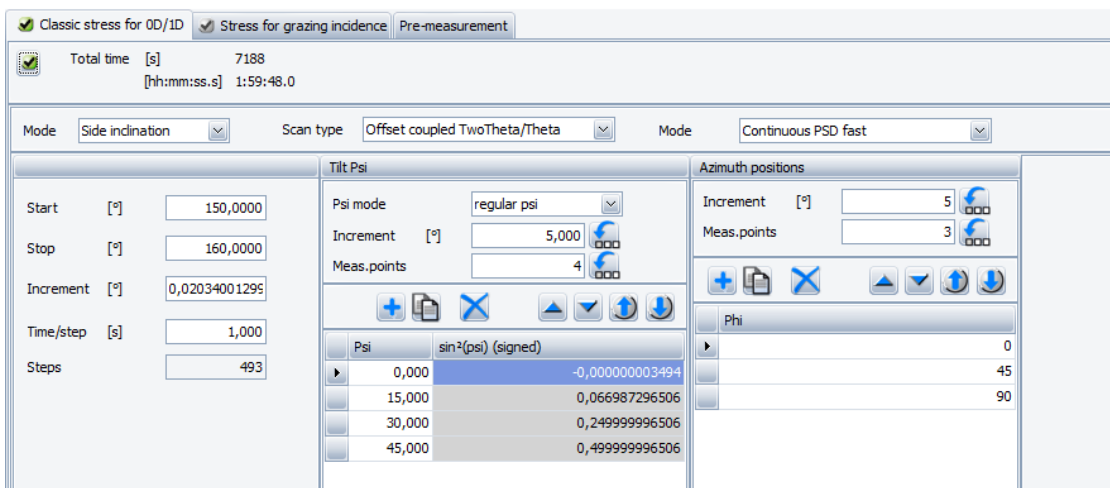 Classic stress for 0D/1D Stress for grazing incidence Pre-measurement
Total time [s] 7188
[hh:mm:ss.s] 1:59:48.0
Mode Side inclination Scan type Offset coupled TwoTheta/Theta Mode Continuous PSD fast
Tilt Psi Azimuth positions
Start [°] 150,0000 Psi mode regular psi Increment [°] 5
Increment [°] 5,000 Meas.points 3
Stop [°] 160,0000
Meas.points 4
Increment [°] 0,02034001299
Time/step [s] 1,000 Phi
Psi sin²(psi) (signed)
Steps 493
0,000 -0,000000003494 0
15,000 0,066987296506 45
30,000 0,249999996506 90
45,000 0,499999996506